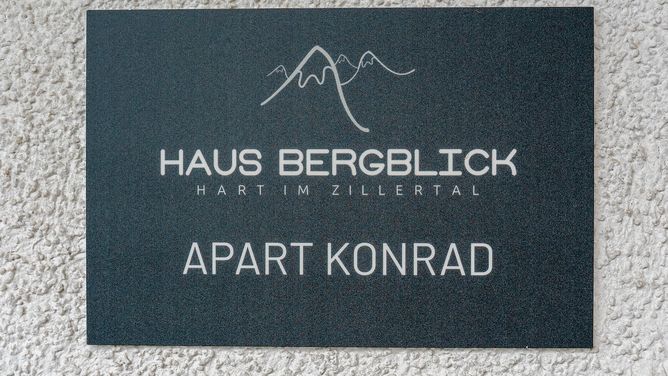 HAUS BERGBLICK
HART IM ZILLERTAL
APART KONRAD